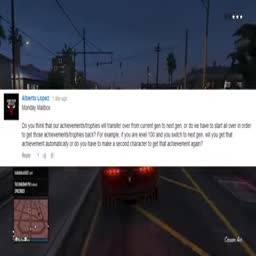 Alberto Lopez 1 day ago
Monday Mailbox
Do you think that our achievements/trophies will transfer over from current gen to next gen, or do we have to start all over in order
to get those achievements/trophies back? For example, if you are level 100 and you switch to next gen, will you get that
achievement automatically or do you have to make a second character to get that achievement again?
Reply